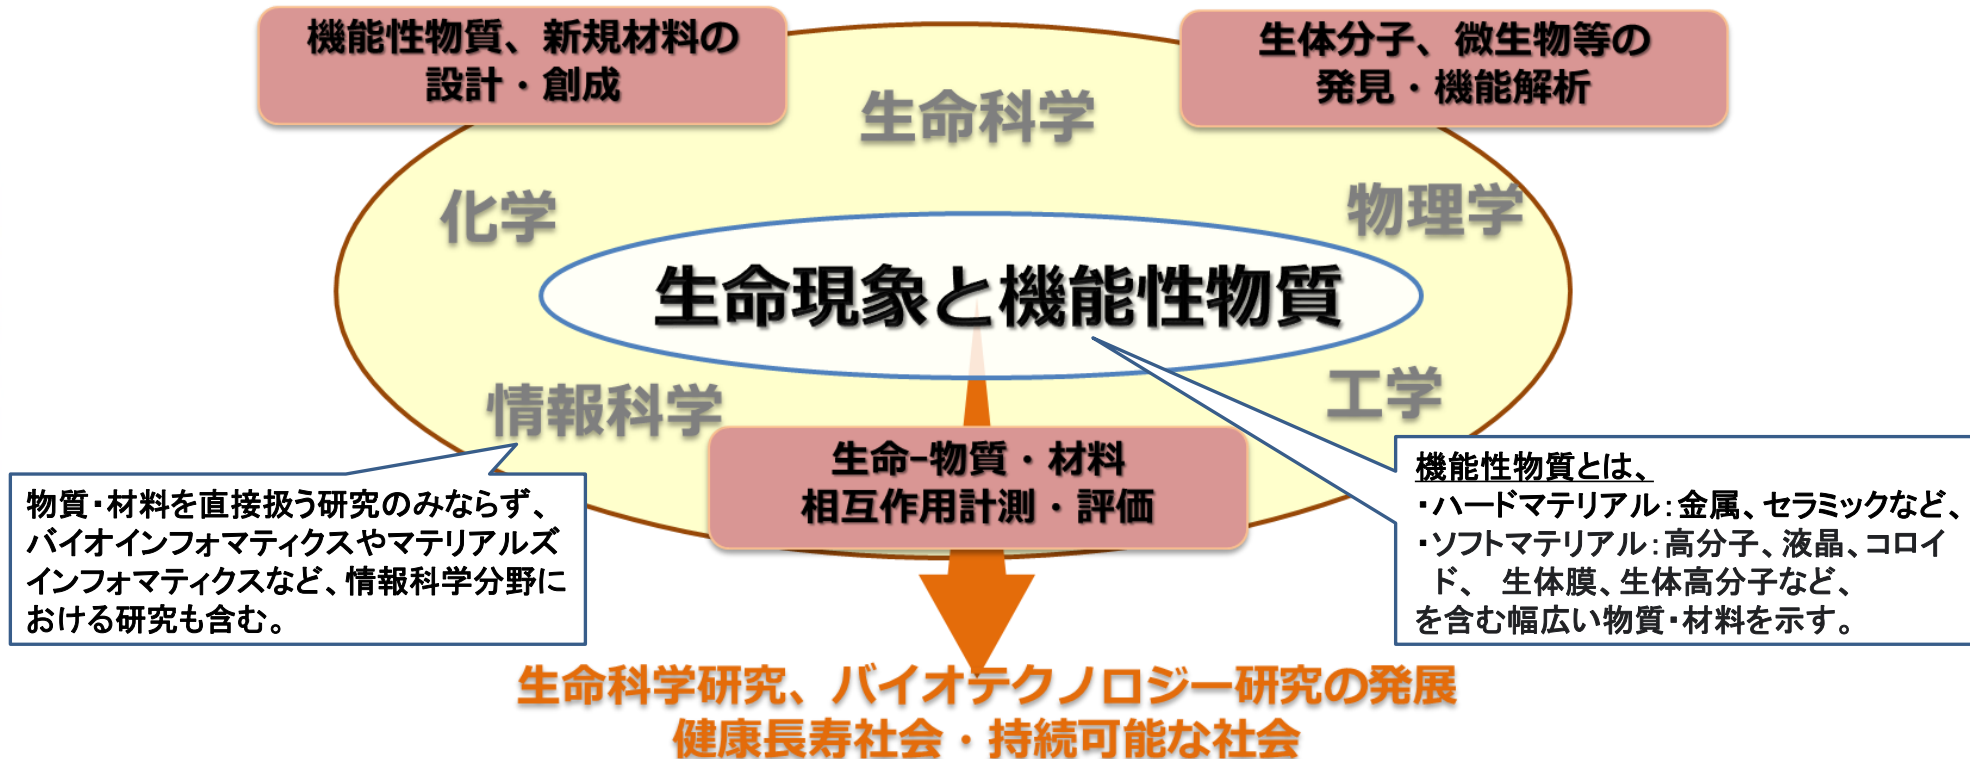 機能性物質、新規材料の
設計・創成
生体分子、微生物等の
発見・機能解析
生命科学
化学
物理学
生命現象と機能性物質
情報科学
工学
生命-物質・材料
相互作用計測・評価
物質・材料を直接扱う研究のみならず、
バイオインフォマティクスやマテリアルズ
インフォマティクスなど、情報科学分野に
おける研究も含む。
機能性物質とは、
・ハードマテリアル：金属、セラミックなど、
・ソフトマテリアル：高分子、液晶、コロイ
ド、 生体膜、生体高分子など、
を含む幅広い物質・材料を示す。
生命科学研究、バイオテクノロジー研究の発展
健康長寿社会・持続可能な社会